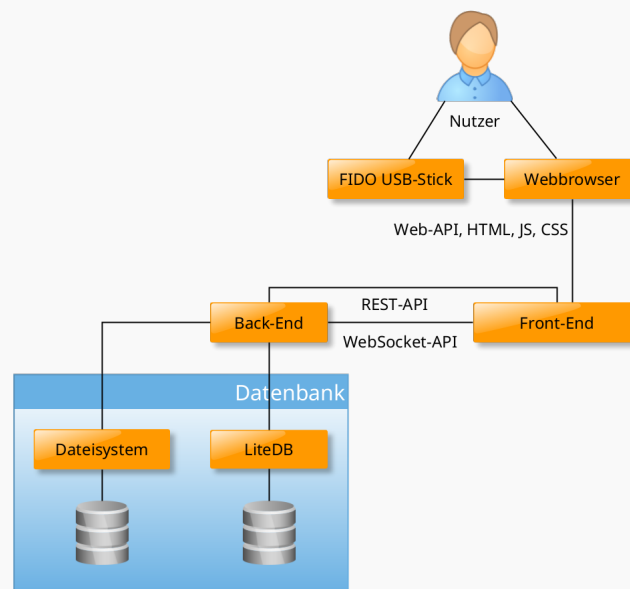 Nutzer
FIDO USB-Stick
Webbrowser
Web-API, HTML, JS, CSS
REST-API
Back-End
Front-End
WebSocket-API
Datenbank
Dateisystem
LiteDB